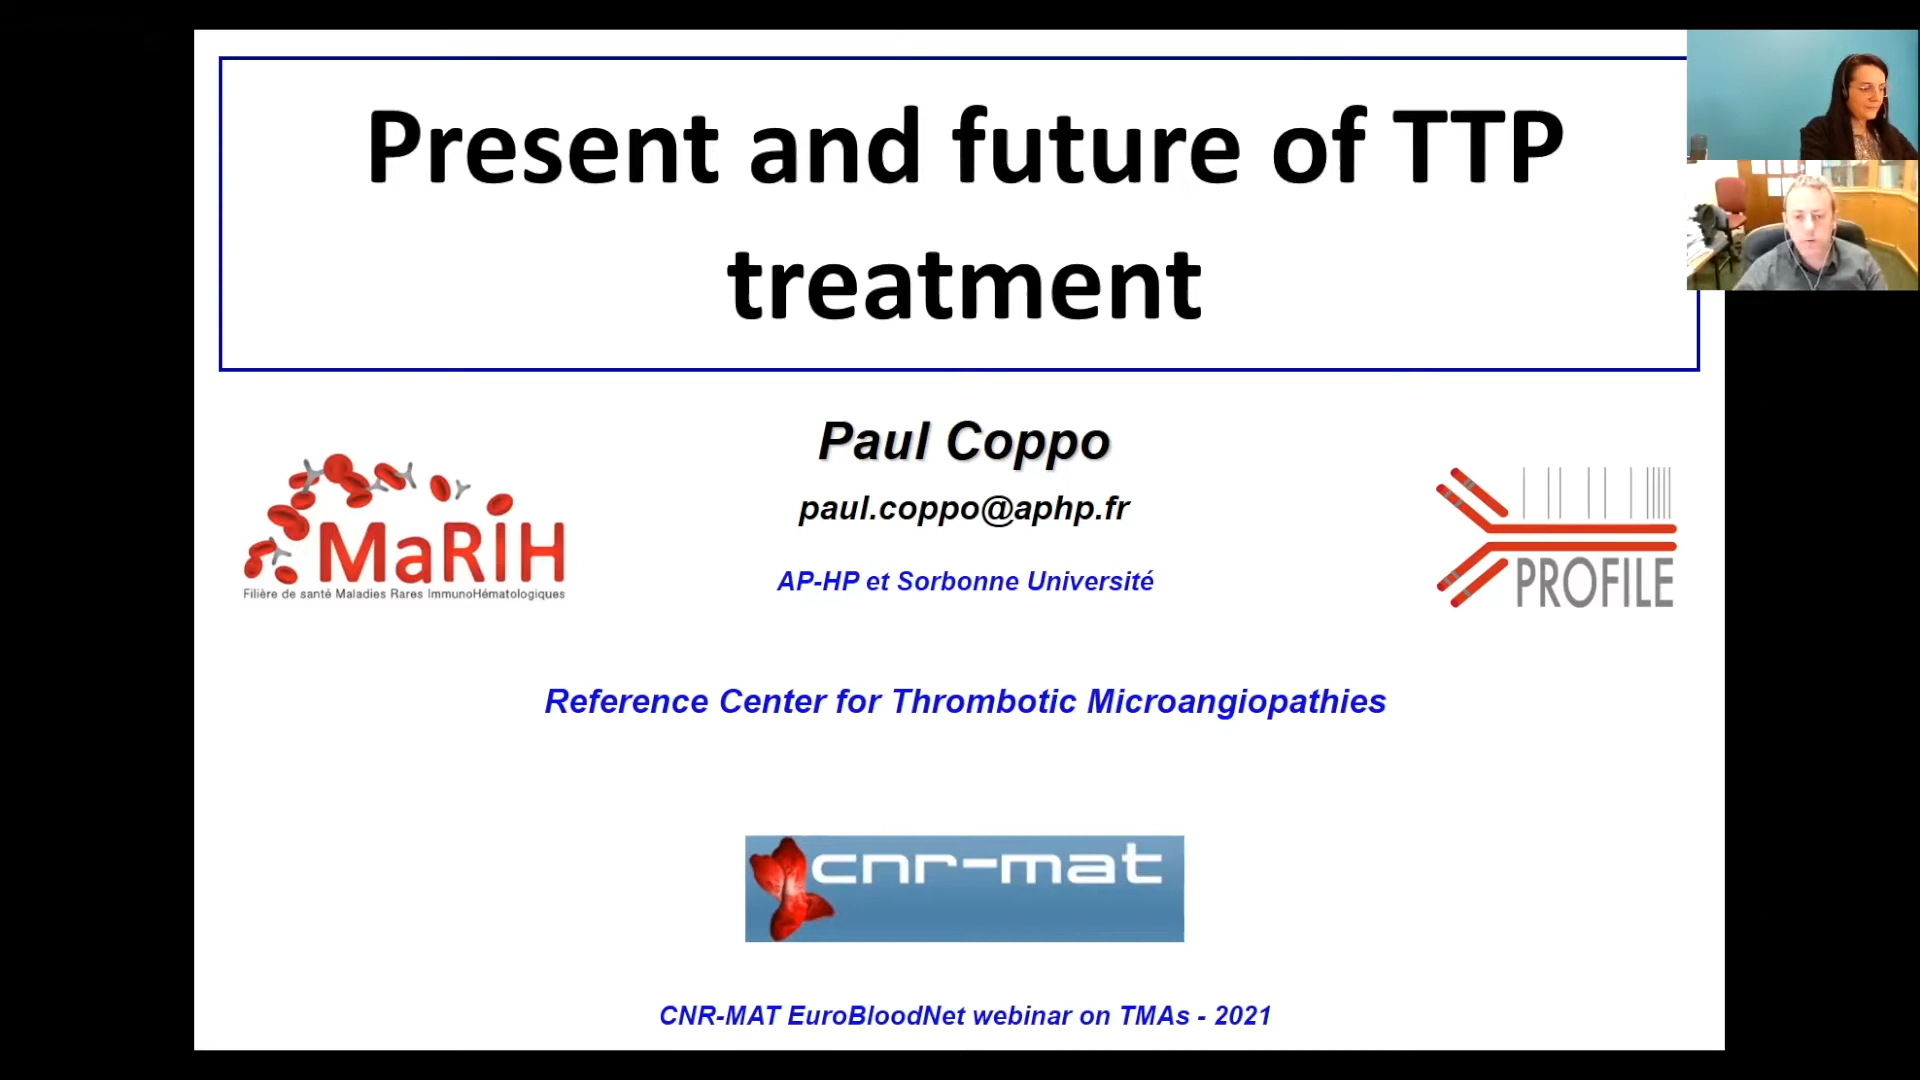 Present and future of TTP
treatment
Paul Coppo
paul.coppo@aphp.fr
MaRIH
Filière de santé Maladies Rares ImmunoHématologiques
AP-HP et Sorbonne Université
PROFILE
Reference Center for Thrombotic Microangiopathies
cnr-mat
CNR-MAT EuroBloodNet webinar on TMAs - 2021